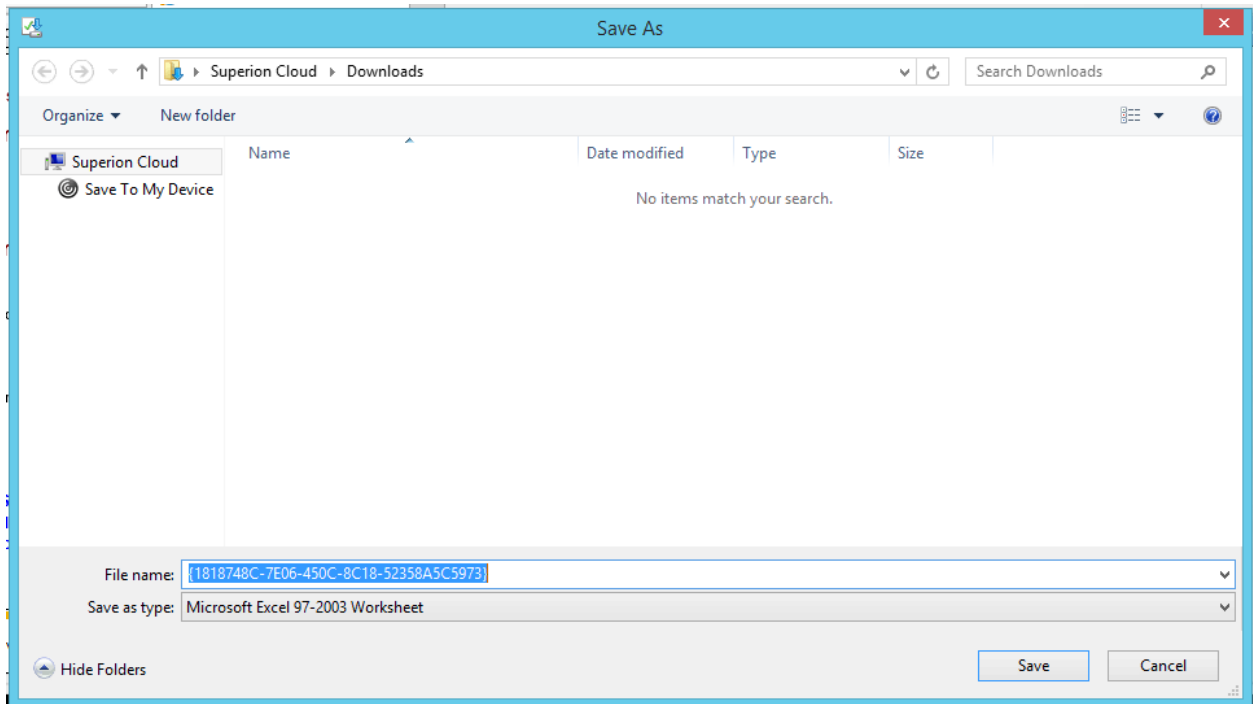 Save As
Superion Cloud Downloads
Search Downloads
Organize New folder
Name Date modified Type Size
Superion Cloud
Save To My Device
No items match your search.
File name: {1818748C-7E06-450C-8C18-52358A5C5973}
Save as type: Microsoft Excel 97-2003 Worksheet
Hide Folders Save Cancel